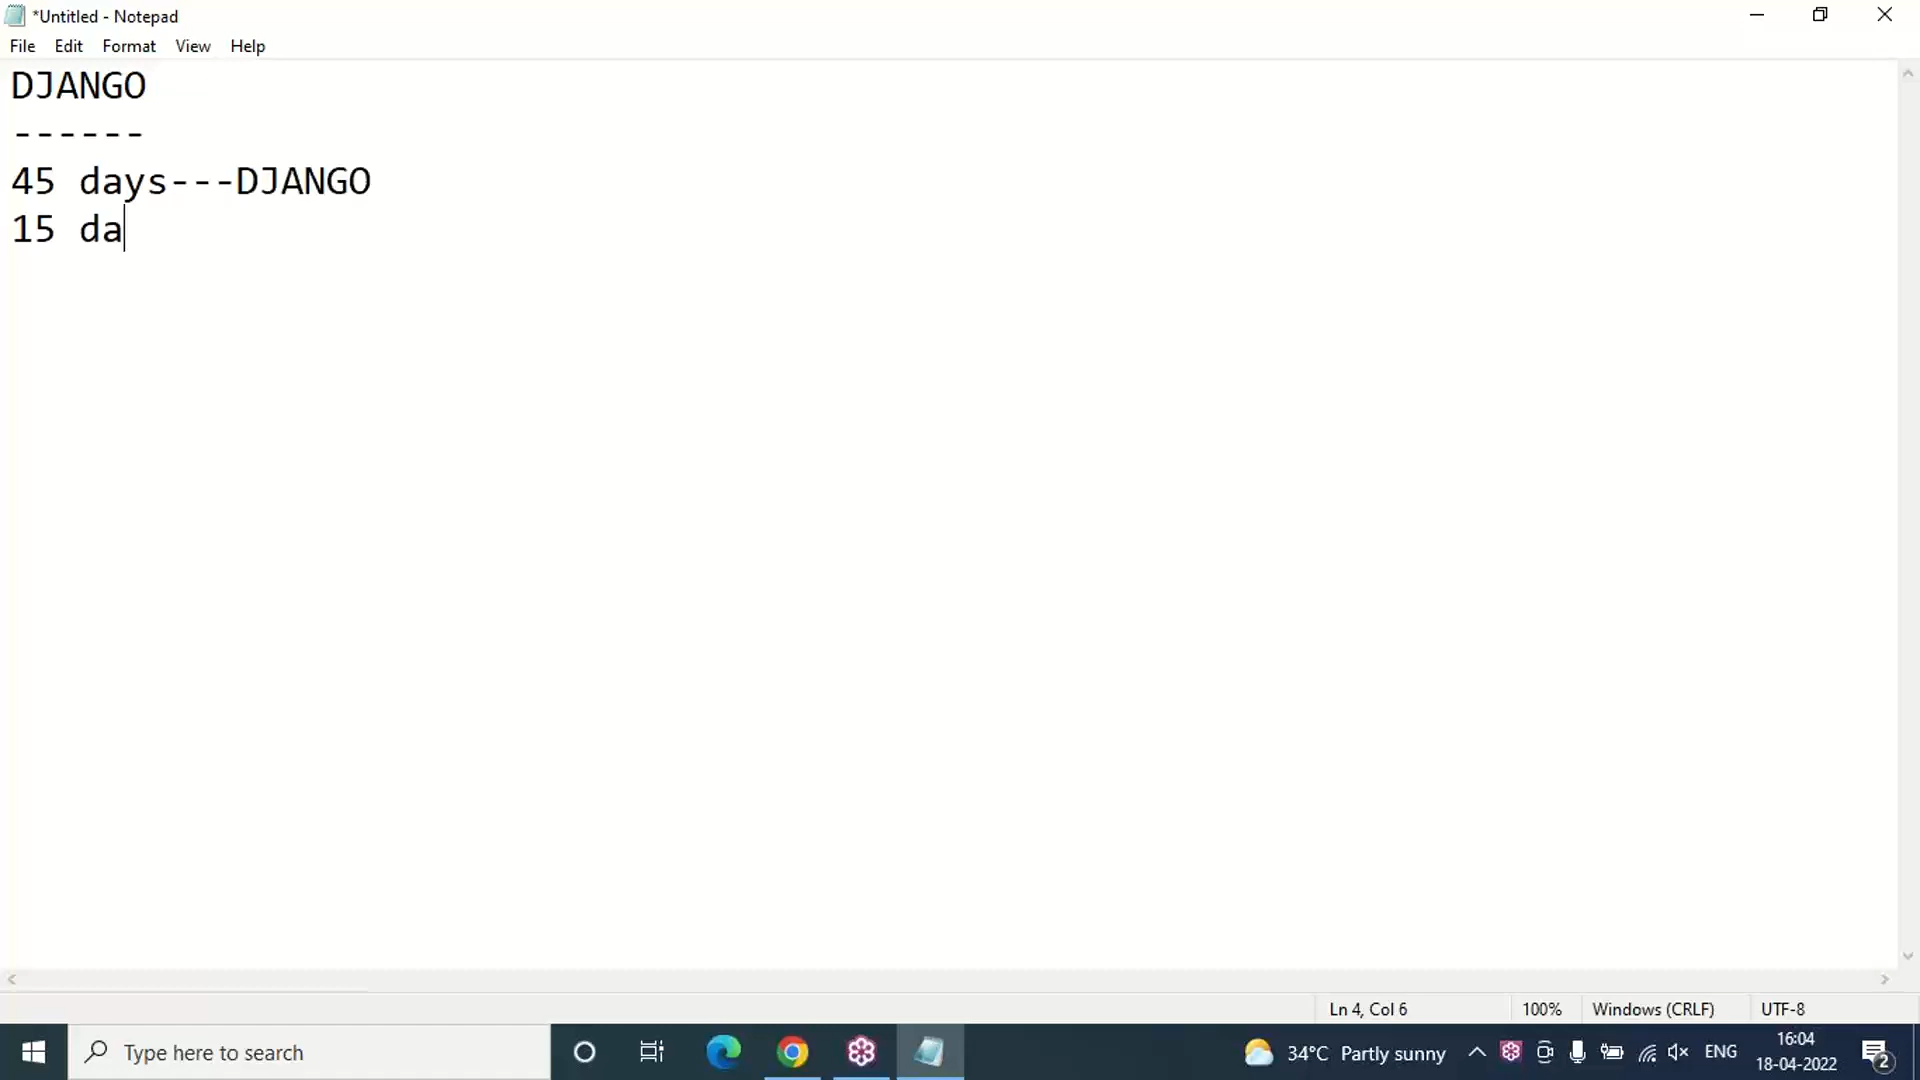 *Untitled - Notepad
File Edit Format View Help
DJANGO
------
45 days---DJANGO
15 da
Ln 4, Col 6 100% Windows (CRLF) UTF-8
Type here to search
34°C Partly sunny
ENG
16:04
18-04-2022
2